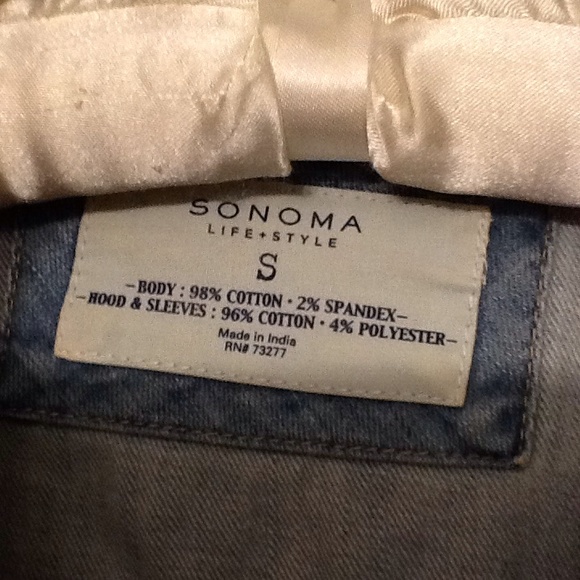 SONOMA
LIFE+STYLE
S
-BODY : 98% COTTON · 2% SPANDEX-
-HOOD & SLEEVES : 96% COTTON · 4% POLYESTER-
Made in India
RN# 73277